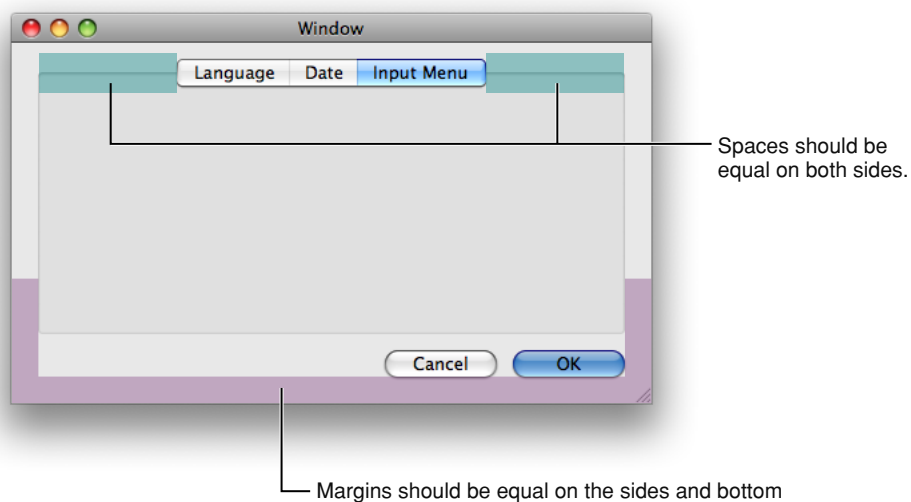 Window
Language Date Input Menu
Spaces should be
equal on both sides.
Cancel OK
Margins should be equal on the sides and bottom